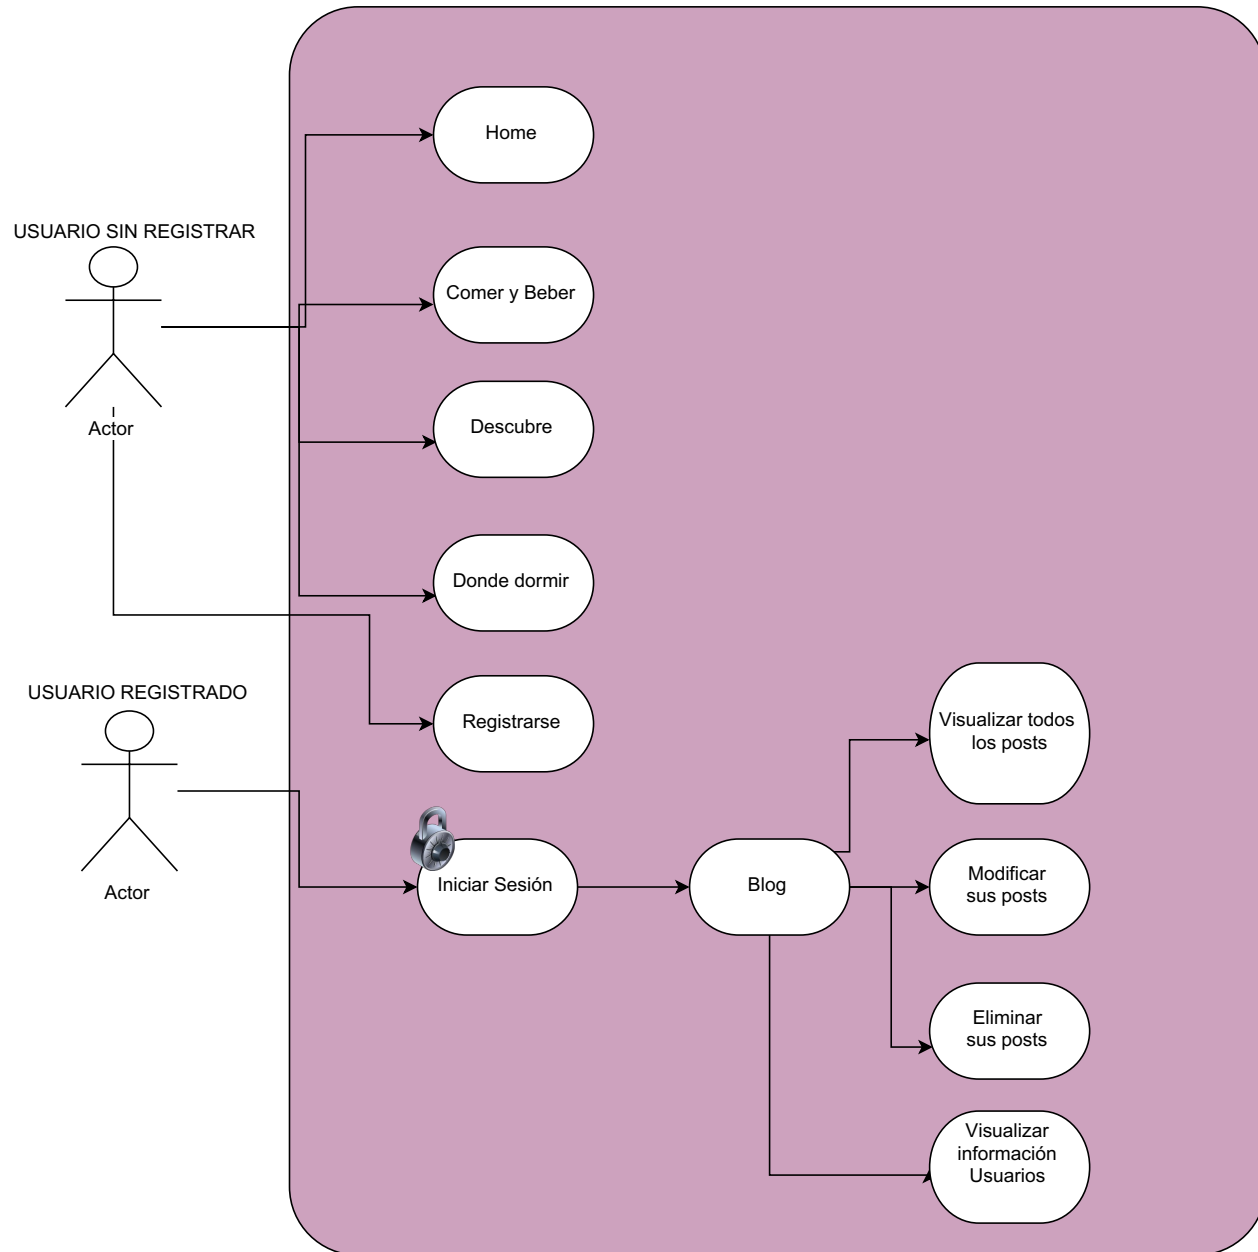 Home
USUARIO SIN REGISTRAR
Comer y Beber
Actor
Descubre
Donde dormir
USUARIO REGISTRADO
Registrarse
Visualizar todos
los posts
Actor
Iniciar Sesión
Blog
Modificar
sus posts
Eliminar
sus posts
Visualizar
información
Usuarios